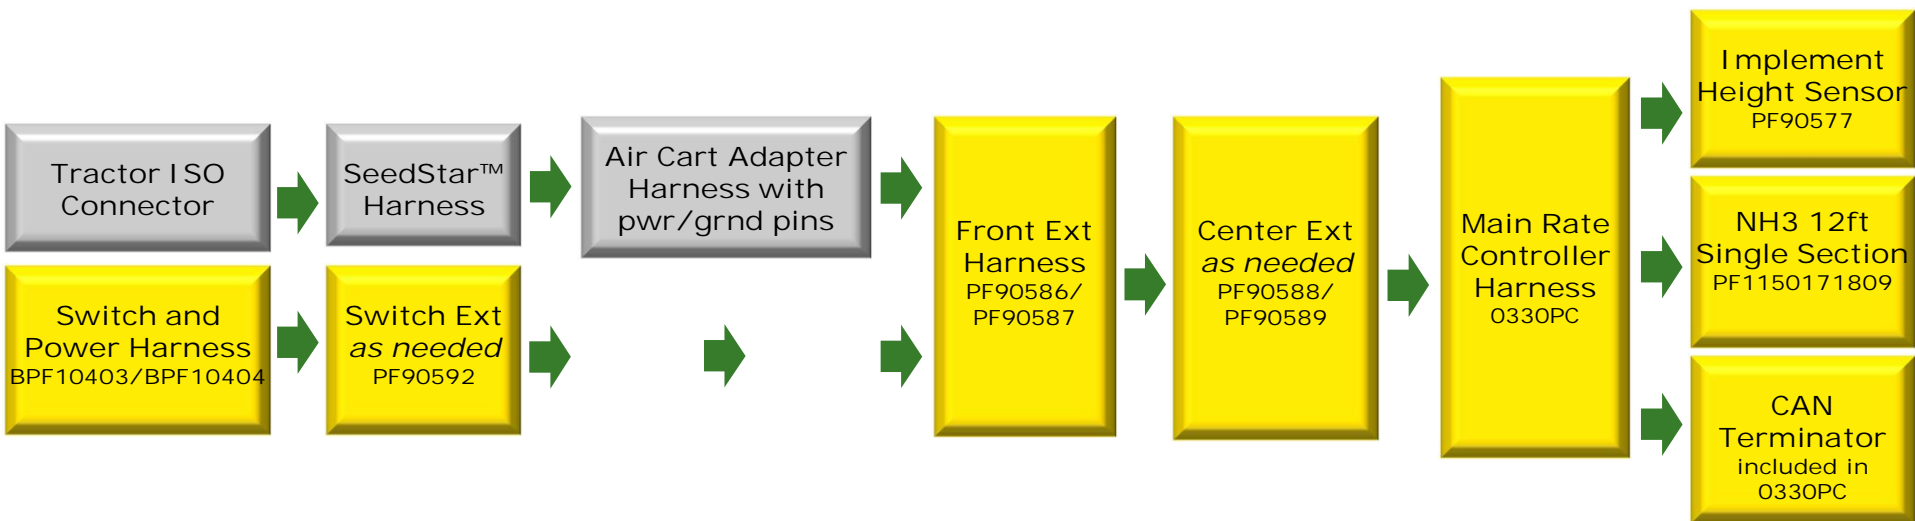 Tractor ISO
Connector
SeedStar™
Harness
Air Cart Adapter
Harness with
pwr/grnd pins
Switch and
Power Harness
BPF10403/BPF10404
Switch Ext
as needed
PF90592
Front Ext
Harness
PF90586/
PF90587
Center Ext
as needed
PF90588/
PF90589
Main Rate
Controller
Harness
0330PC
Implement
Height Sensor
PF90577
NH3 12ft
Single Section
PF1150171809
CAN
Terminator
included in
0330PC